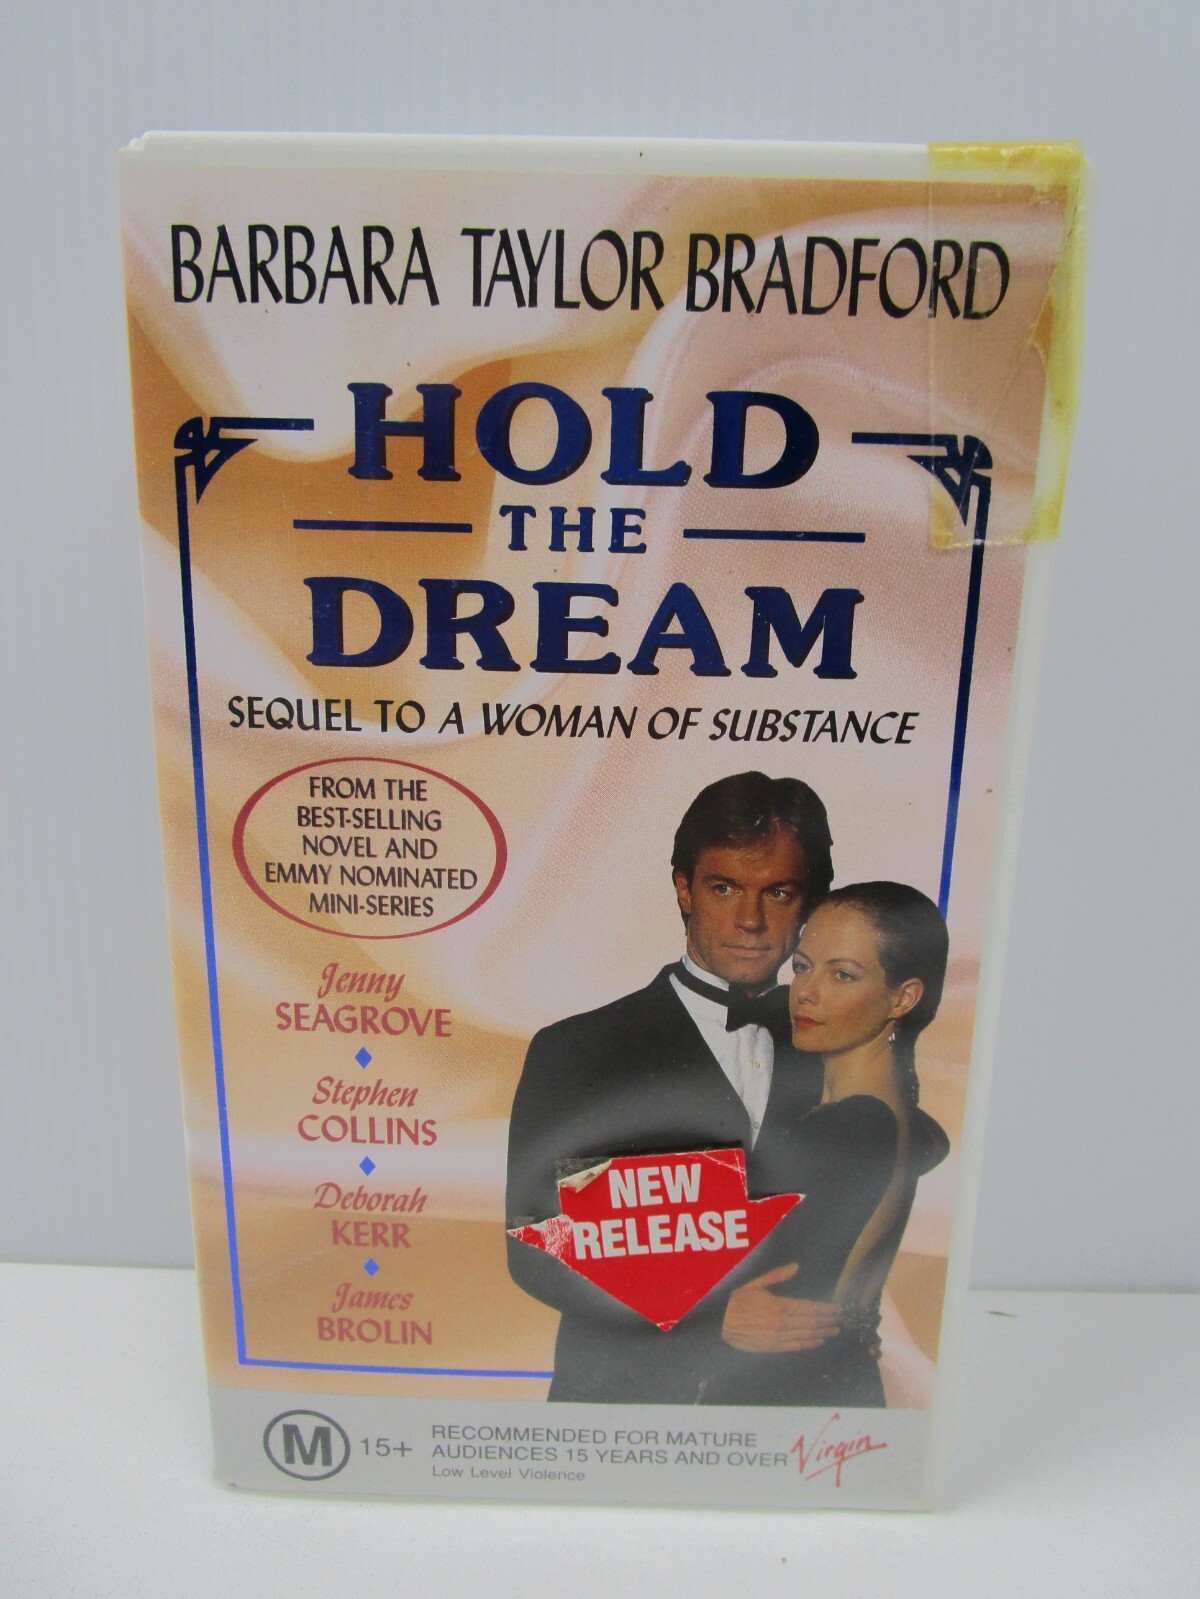 BARBARA TAYLOR BRADFORD
HOLD
THE
DREAM
SEQUEL TO A WOMAN OF SUBSTANCE
FROM THE
BEST-SELLING
NOVEL AND
EMMY NOMINATED
MINI-SERIES
Jenny
SEAGROVE
Stephen
COLLINS
Deborah
KERR
James
BROLIN
NEW
RELEASE
M 15+
RECOMMENDED FOR MATURE
AUDIENCES 15 YEARS AND OVER
Low Level Violence
Virgin